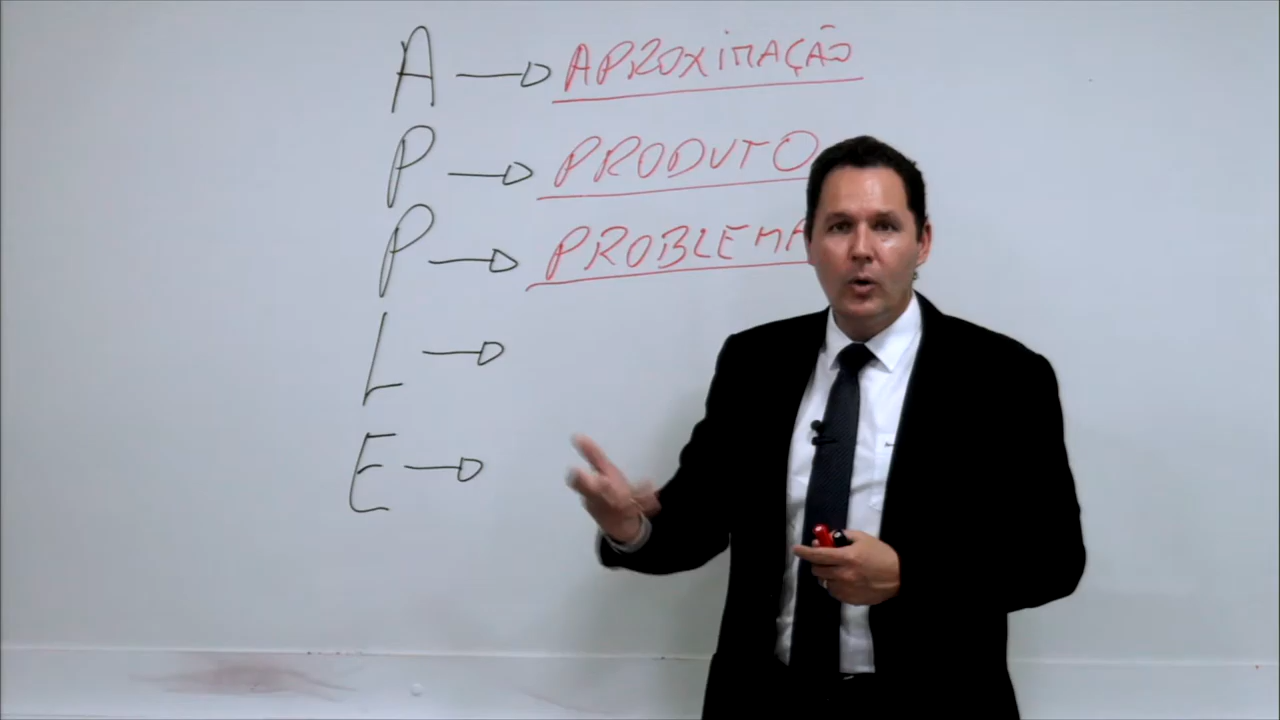 A → APROXIMAÇÃO
P → PRODUTO
P → PROBLEMA
L →
E →